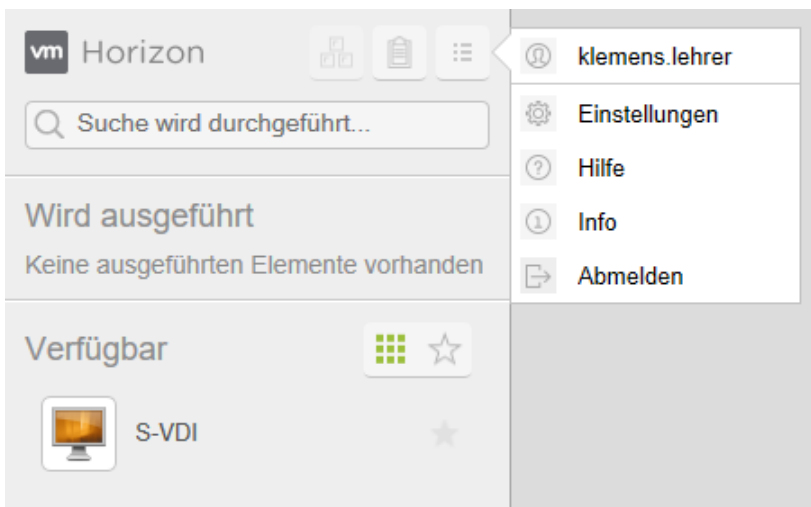 vm Horizon
Suche wird durchgeführt...
Wird ausgeführt
Keine ausgeführten Elemente vorhanden
Verfügbar
S-VDI
klemens.lehrer
Einstellungen
Hilfe
Info
Abmelden